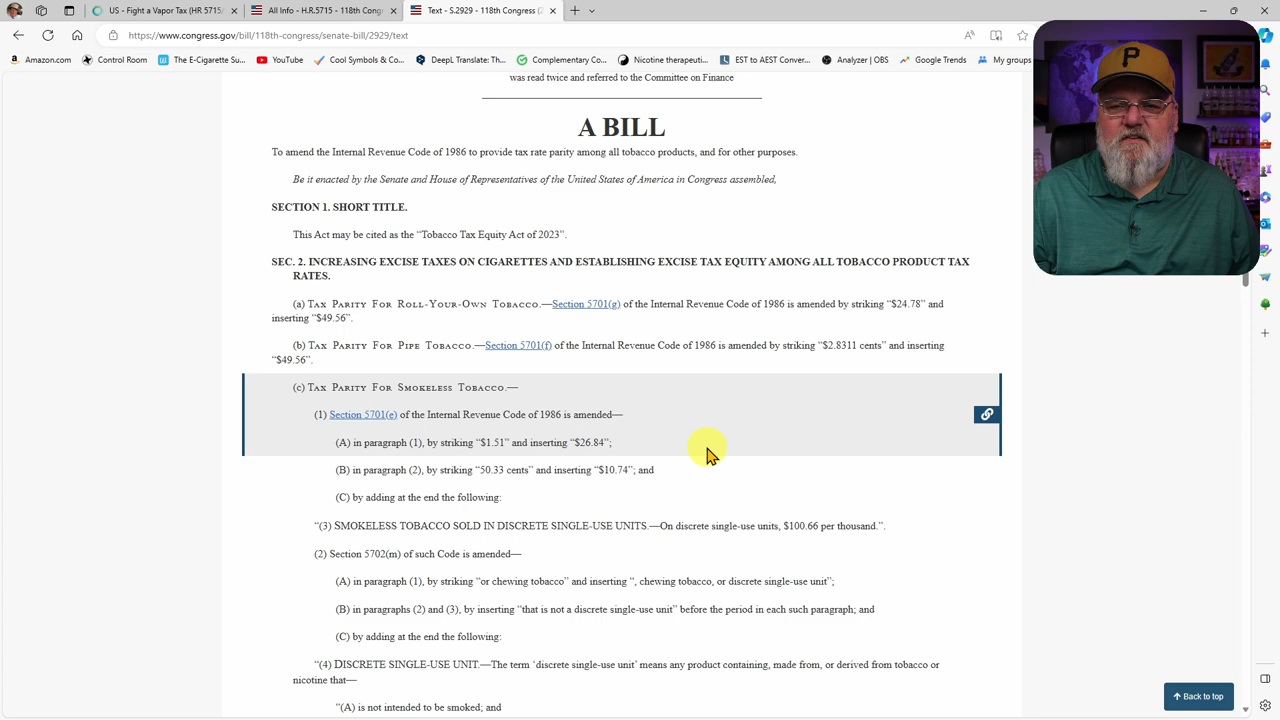 US - Fight a Vapor Tax (HR 5715/
All Info - H.R.5715 - 118th Cong
Text - S.2929 - 118th Congress (2
https://www.congress.gov/bill/118th-congress/senate-bill/2929/text
Amazon.com
Control Room
The E-Cigarette Su...
YouTube
Cool Symbols & Co...
DeepL Translate: Th...
Complementary Co...
Nicotine therapeuti...
EST to AEST Conver...
Analyzer | OBS
Google Trends
My groups
was read twice and referred to the Committee on Finance
A BILL
To amend the Internal Revenue Code of 1986 to provide tax rate parity among all tobacco products, and for other purposes.
Be it enacted by the Senate and House of Representatives of the United States of America in Congress assembled,
SECTION 1. SHORT TITLE.
This Act may be cited as the “Tobacco Tax Equity Act of 2023”.
SEC. 2. INCREASING EXCISE TAXES ON CIGARETTES AND ESTABLISHING EXCISE TAX EQUITY AMONG ALL TOBACCO PRODUCT TAX
RATES.
(a) Tax Parity For Roll-Your-Own Tobacco.—Section 5701(g) of the Internal Revenue Code of 1986 is amended by striking “$24.78” and
inserting “$49.56”.
(b) Tax Parity For Pipe Tobacco.—Section 5701(f) of the Internal Revenue Code of 1986 is amended by striking “$2.8311 cents” and inserting
“$49.56”.
(c) Tax Parity For Smokeless Tobacco.—
(1) Section 5701(e) of the Internal Revenue Code of 1986 is amended—
(A) in paragraph (1), by striking “$1.51” and inserting “$26.84”;
(B) in paragraph (2), by striking “50.33 cents” and inserting “$10.74”; and
(C) by adding at the end the following:
“(3) SMOKELESS TOBACCO SOLD IN DISCRETE SINGLE-USE UNITS.—On discrete single-use units, $100.66 per thousand.”.
(2) Section 5702(m) of such Code is amended—
(A) in paragraph (1), by striking “or chewing tobacco” and inserting “, chewing tobacco, or discrete single-use unit”;
(B) in paragraphs (2) and (3), by inserting “that is not a discrete single-use unit” before the period in each such paragraph; and
(C) by adding at the end the following:
“(4) DISCRETE SINGLE-USE UNIT.—The term ‘discrete single-use unit’ means any product containing, made from, or derived from tobacco or
nicotine that—
“(A) is not intended to be smoked; and
Back to top